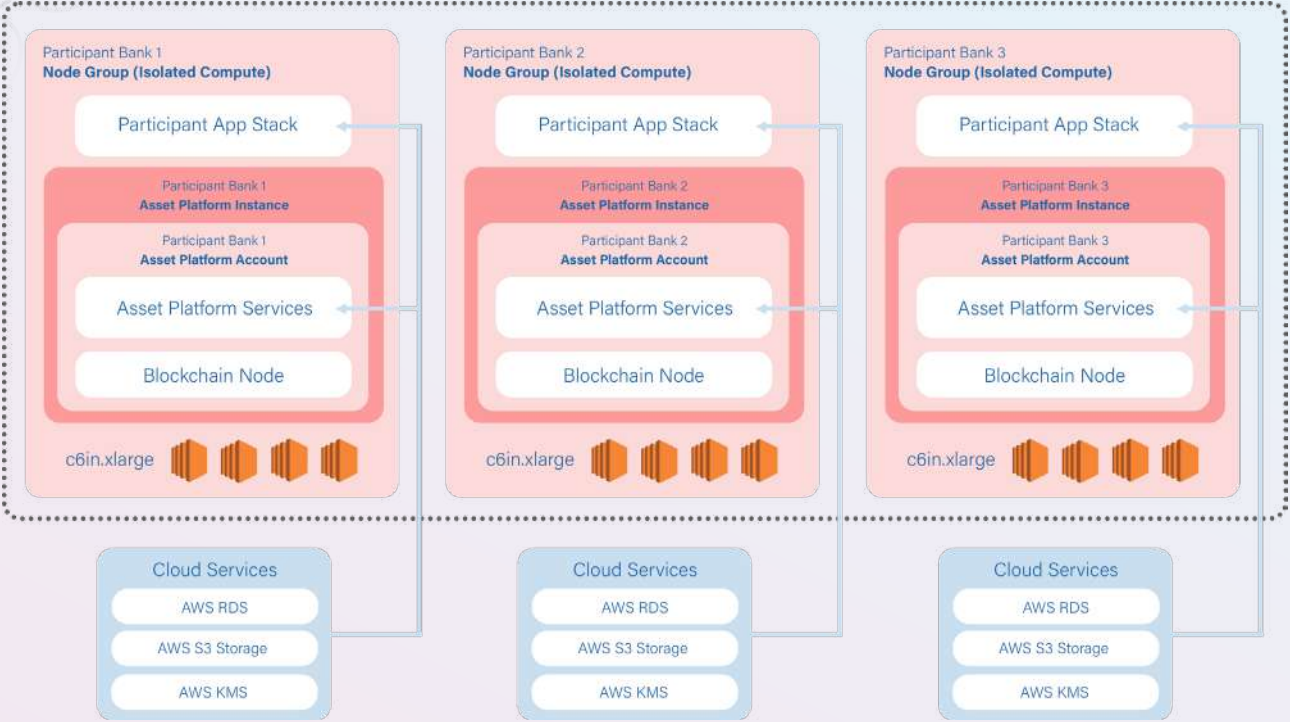 Participant Bank 1
Node Group (Isolated Compute)
Participant App Stack
Participant Bank 1
Asset Platform Instance
Participant Bank 1
Asset Platform Account
Asset Platform Services
Blockchain Node
c6in.xlarge
Cloud Services
AWS RDS
AWS S3 Storage
AWS KMS
Participant Bank 2
Node Group (Isolated Compute)
Participant App Stack
Participant Bank 2
Asset Platform Instance
Participant Bank 2
Asset Platform Account
Asset Platform Services
Blockchain Node
c6in.xlarge
Cloud Services
AWS RDS
AWS S3 Storage
AWS KMS
Participant Bank 3
Node Group (Isolated Compute)
Participant App Stack
Participant Bank 3
Asset Platform Instance
Participant Bank 3
Asset Platform Account
Asset Platform Services
Blockchain Node
c6in.xlarge
Cloud Services
AWS RDS
AWS S3 Storage
AWS KMS